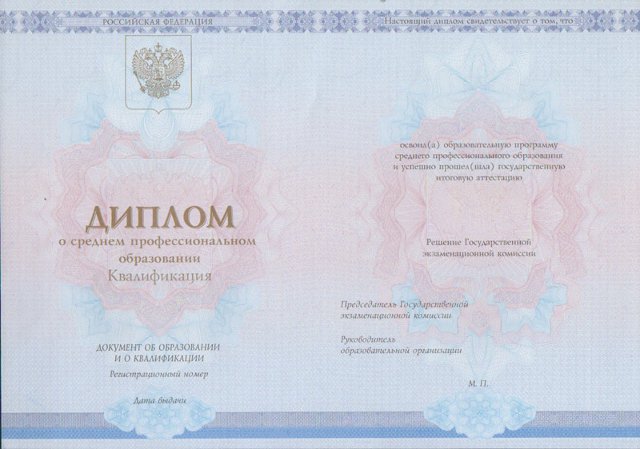 РОССИЙСКАЯ ФЕДЕРАЦИЯ
ДИПЛОМ
о среднем профессиональном
образовании
Квалификация
ДОКУМЕНТ ОБ ОБРАЗОВАНИИ
И О КВАЛИФИКАЦИИ
Регистрационный номер
Дата выдачи
Настоящий диплом свидетельствует о том, что
освоил(а) образовательную программу
среднего профессионального образования
и успешно прошел(шла) государственную
итоговую аттестацию
Решение Государственной
экзаменационной комиссии
Председатель Государственной
экзаменационной комиссии
Руководитель
образовательной организации
М. П.